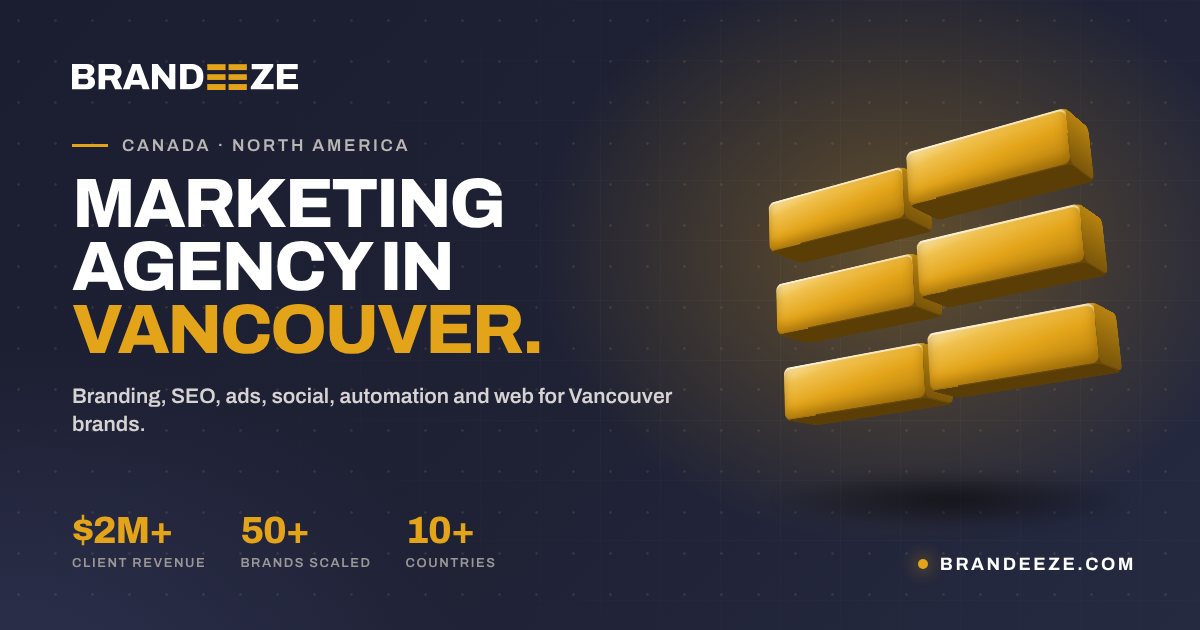 BRANDEEZE
CANADA · NORTH AMERICA
MARKETING
AGENCY IN
VANCOUVER.
Branding, SEO, ads, social, automation and web for Vancouver
brands.
$2M+ 50+ 10+
CLIENT REVENUE BRANDS SCALED COUNTRIES
BRANDEEZE.COM